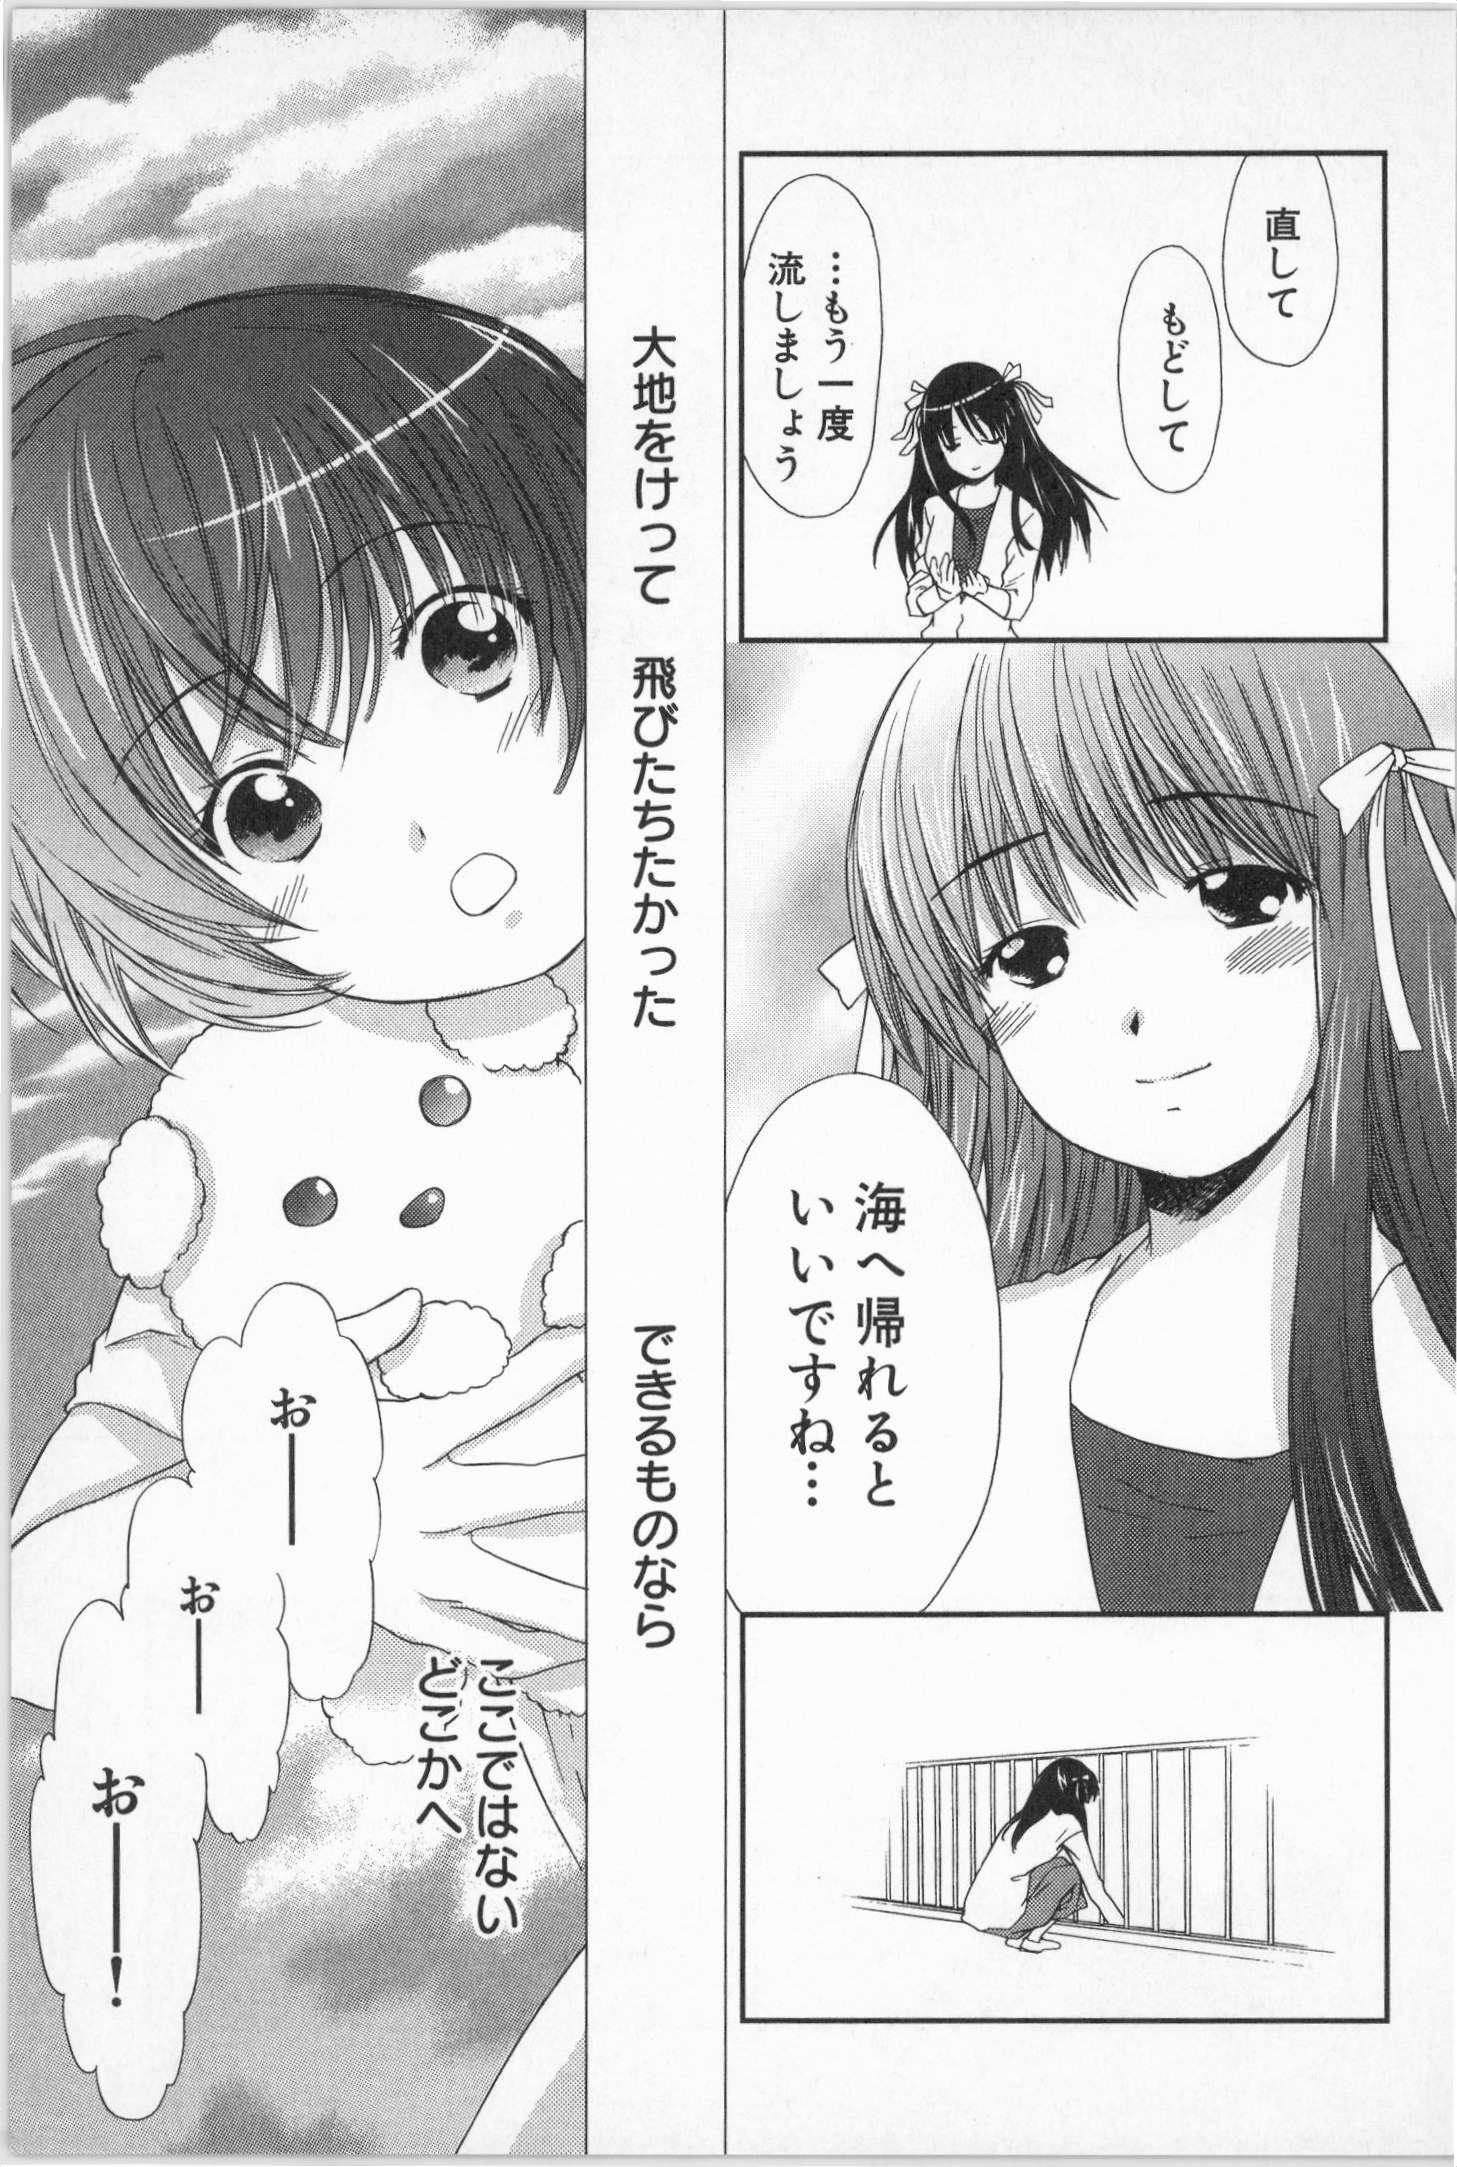 直して
もどして
…もう一度
流しましょう
海へ帰れると
いいですね…
大地をけって　飛びたちたかった
できるものなら
ここではない
どこかへ
おー
おー
おー！